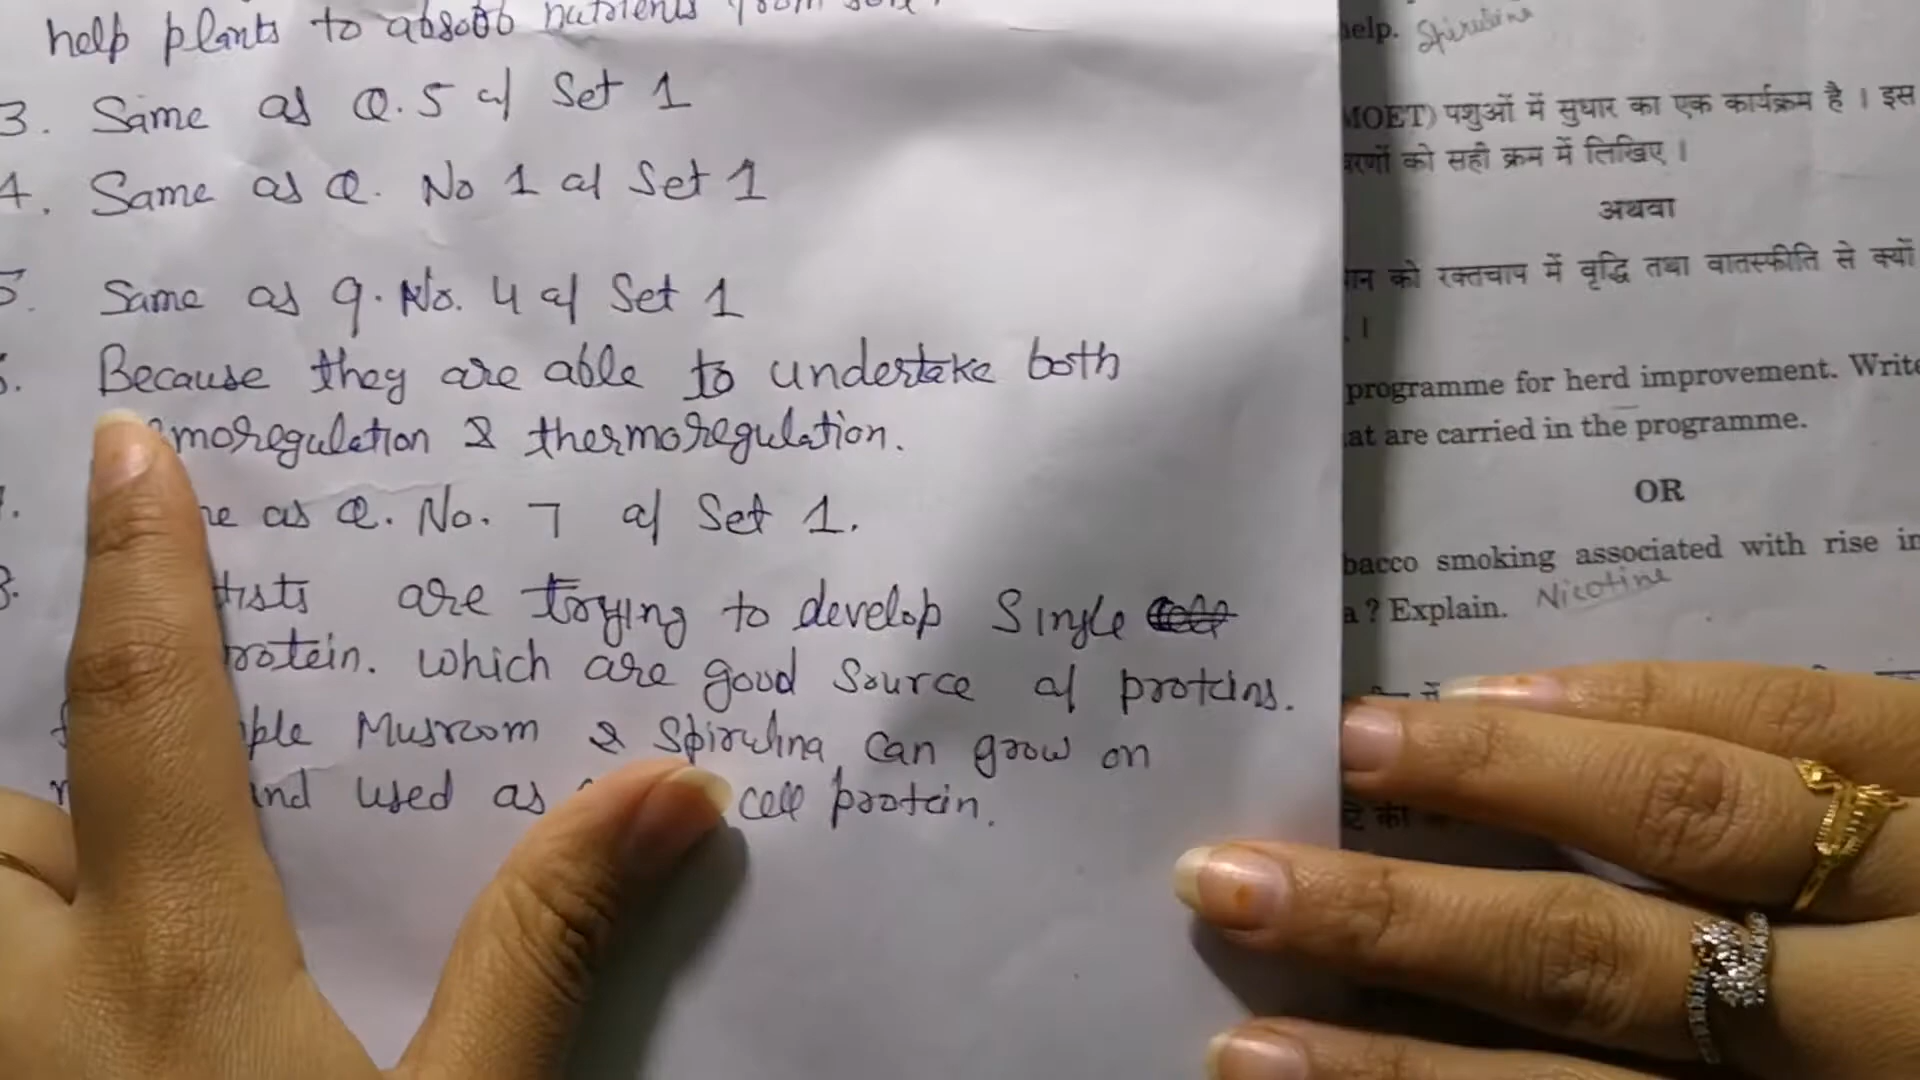 help plants to absorb nutrients from
3. Same as Q.5 of Set 1
4. Same as Q. No 1 of Set 1
5. Same as q. No. 4 of Set 1
Because they are able to undertake both
moregulation & thermoregulation.
as Q. No. 7 of Set 1.
tists are trying to develop Single
rotein. which are good Source of proteins.
Musroom & Spirulina can grow on
and used as cell protein.
help. Spirulina
MOET) पशुओं में सुधार का एक कार्यक्रम है । इस
को सही क्रम में लिखिए ।
अथवा
को रक्तचाप में वृद्धि तथा वातस्फीति से क्यों
programme for herd improvement. Write
at are carried in the programme.
OR
bacco smoking associated with rise in
a ? Explain. Nicotine